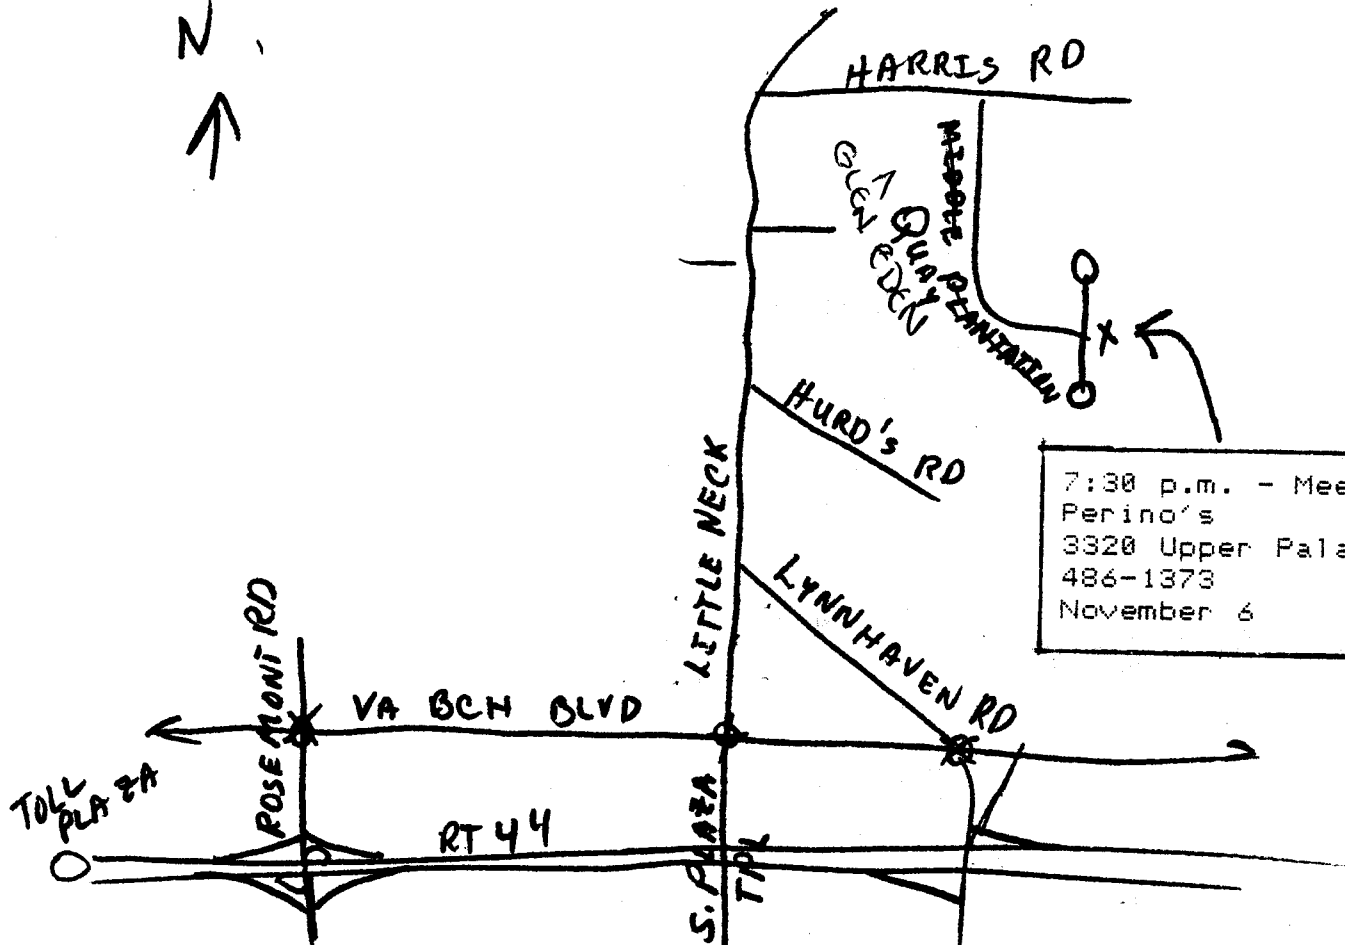 N
HARRIS RD
MIDDLE
GLEN EDEN
QUAY PLANTATION
HURD'S RD
LITTLE NECK
7:30 p.m. - Mee
Perino's
3320 Upper Pala
486-1373
November 6
LYNNHAVEN RD
ROSEMONT RD
VA BCH BLVD
TOLL
PLAZA
RT 44
S. PLAZA
TRL